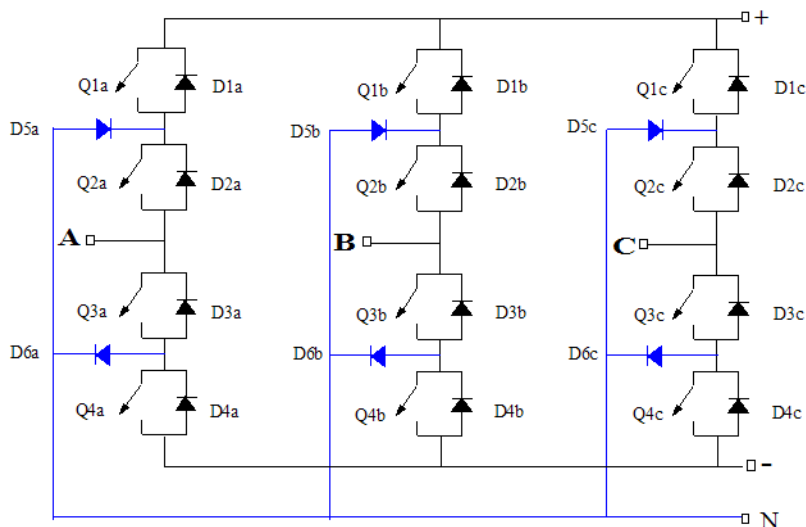 +
Q1a D1a Q1b D1b Q1c D1c
D5a D5b D5c
Q2a D2a Q2b D2b Q2c D2c
A B C
Q3a D3a Q3b D3b Q3c D3c
D6a D6b D6c
Q4a D4a Q4b D4b Q4c D4c
-
N